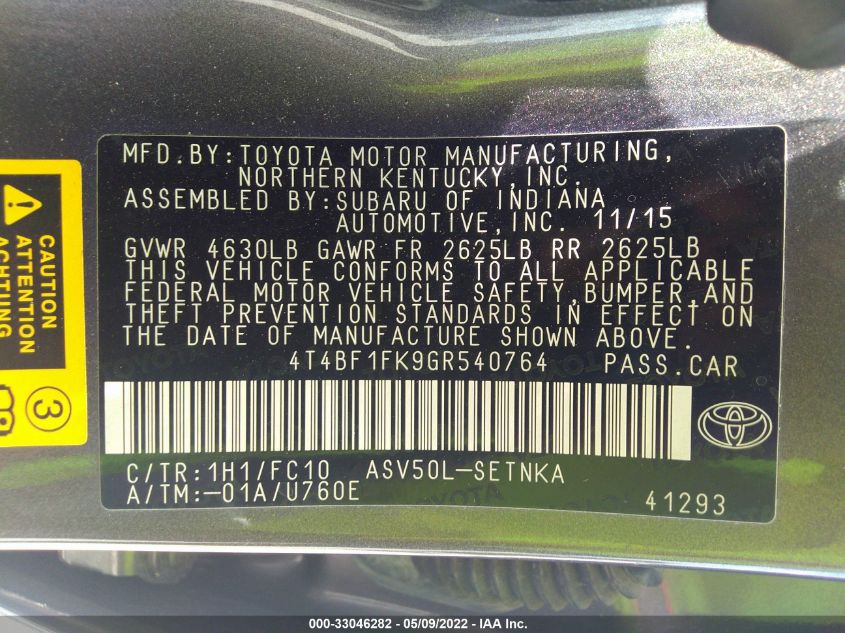 CAUTION
ATTENTION
ACHTUNG
3
MFD.BY:TOYOTA MOTOR MANUFACTURING,
NORTHERN KENTUCKY,INC.
ASSEMBLED BY:SUBARU OF INDIANA
AUTOMOTIVE,INC. 11/15
GVWR 4630LB GAWR FR 2625LB RR 2625LB
THIS VEHICLE CONFORMS TO ALL APPLICABLE
FEDERAL MOTOR VEHICLE SAFETY,BUMPER,AND
THEFT PREVENTION STANDARDS IN EFFECT
THE DATE OF MANUFACTURE SHOWN ABOVE.
4T4BF1FK9GR540764 PASS.CAR
C/TR:1H1/FC10 ASV50L-SETNKA
A/TM:-01A/U760E
41293
000-33046282 - 05/09/2022 - IAA Inc.